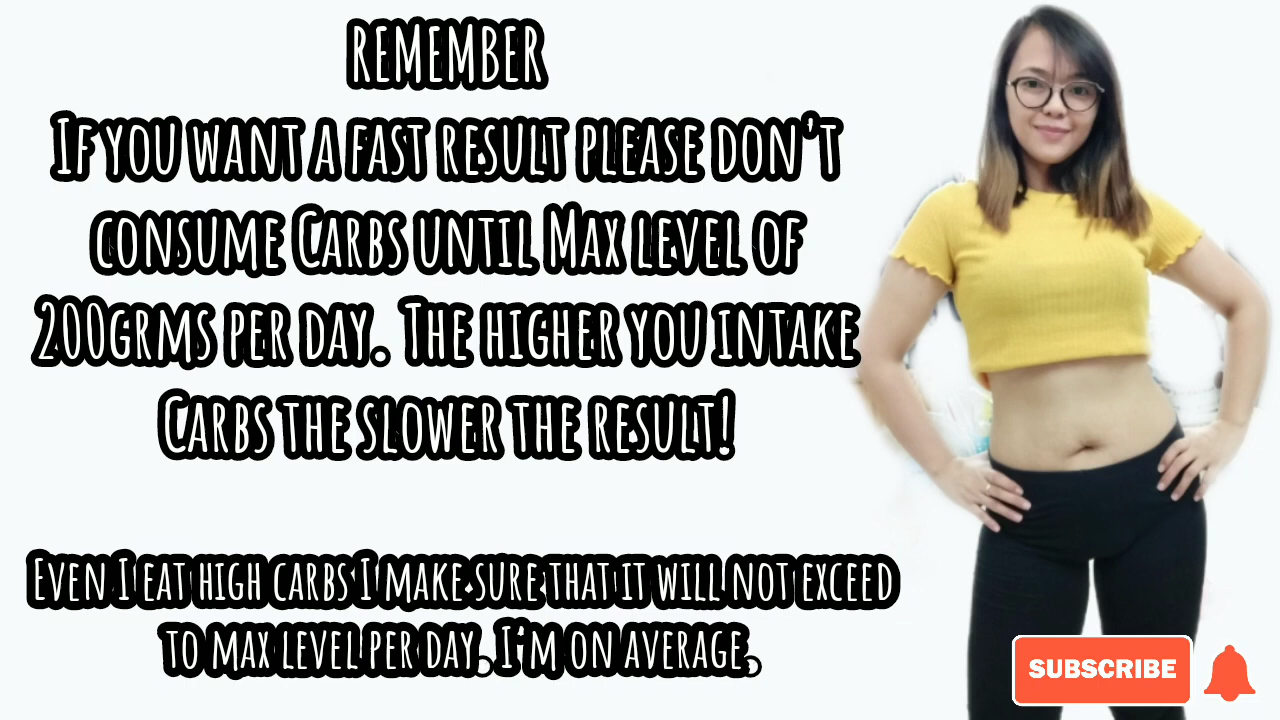 REMEMBER
IF YOU WANT A FAST RESULT PLEASE DON'T
CONSUME CARBS UNTIL MAX LEVEL OF
200GRMS PER DAY. THE HIGHER YOU INTAKE
CARBS THE SLOWER THE RESULT!
EVEN I EAT HIGH CARBS I MAKE SURE THAT IT WILL NOT EXCEED
TO MAX LEVEL PER DAY. I'M ON AVERAGE.
SUBSCRIBE